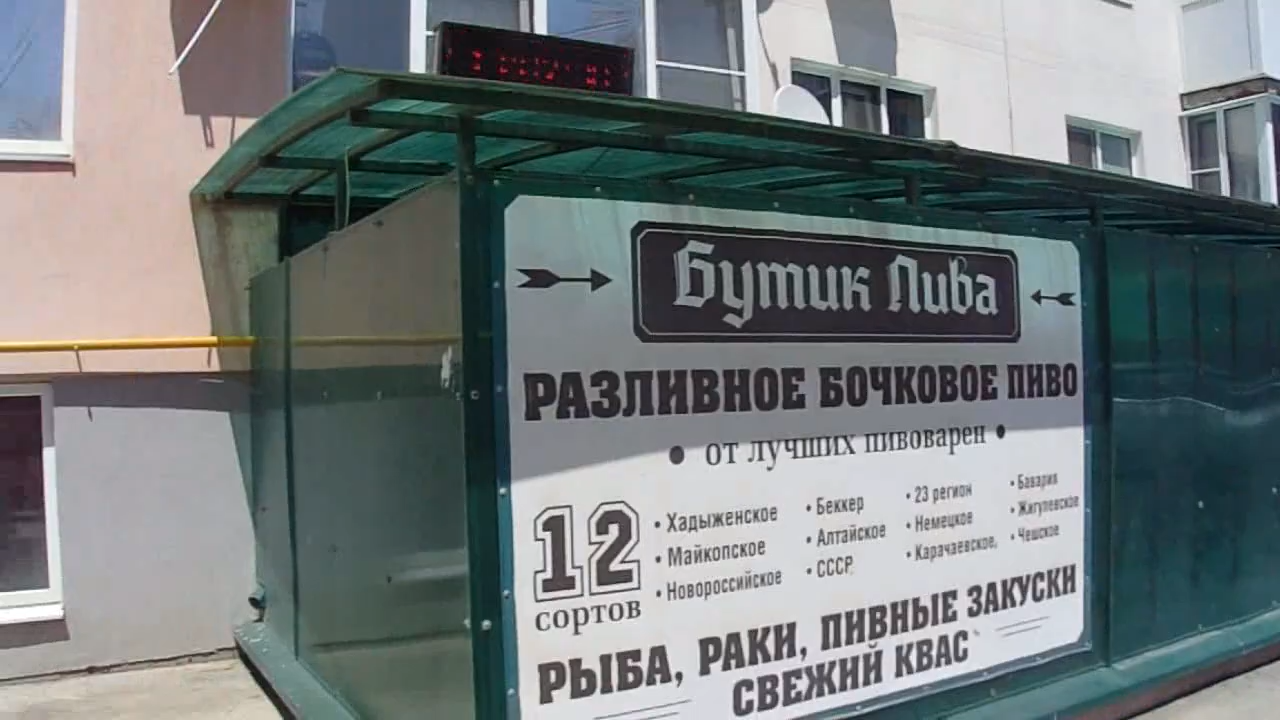 Бутик Пива
РАЗЛИВНОЕ БОЧКОВОЕ ПИВО
• от лучших пивоварен •
12
сортов
• Хадыженское
• Майкопское
• Новороссийское
• Беккер
• Алтайское
• СССР
• 23 регион
• Немецкое
• Карачаевское,
• Бавария
• Жигулевское
• Чешское
РЫБА, РАКИ, ПИВНЫЕ ЗАКУСКИ
СВЕЖИЙ КВАС